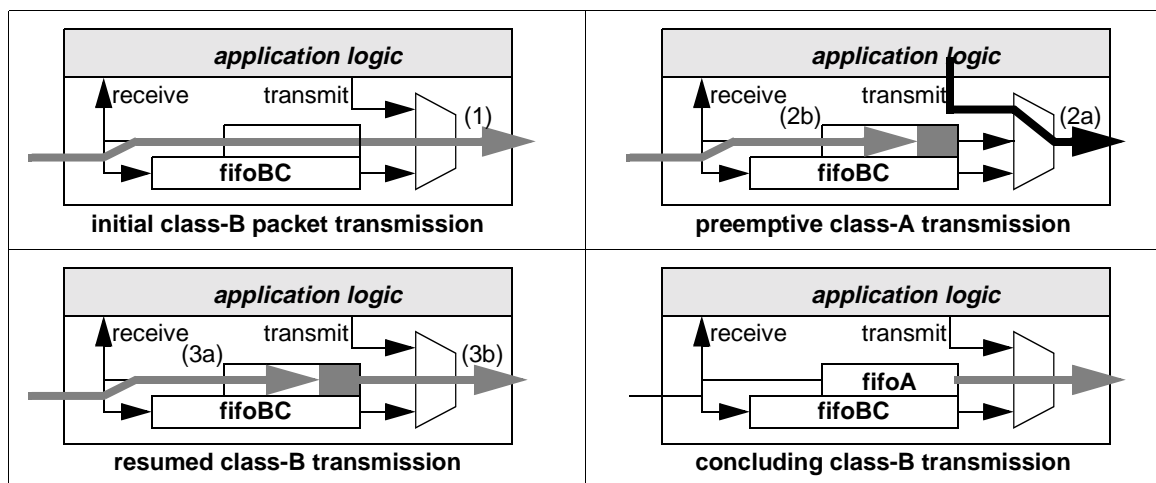 application logic
receive
transmit
(1)
fifoBC
initial class-B packet transmission
application logic
receive
transmit
(2b)
(2a)
fifoBC
preemptive class-A transmission
application logic
receive
transmit
(3a)
(3b)
fifoBC
resumed class-B transmission
application logic
receive
transmit
fifoA
fifoBC
concluding class-B transmission